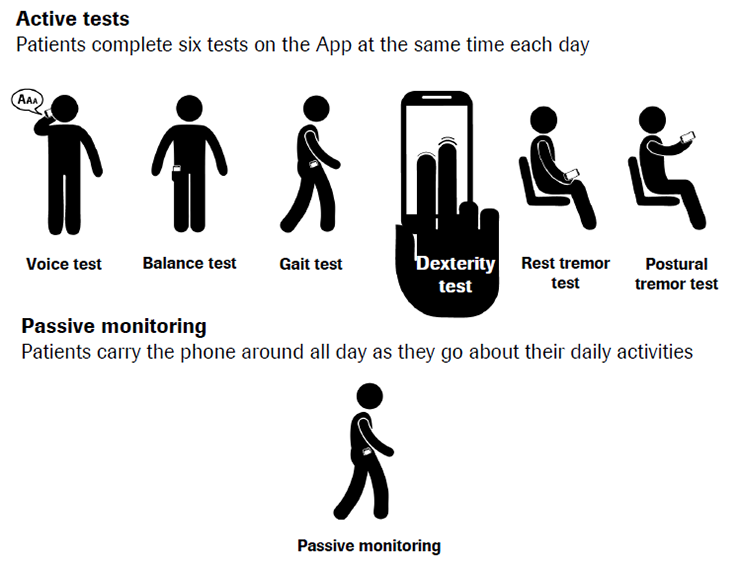 Active tests
Patients complete six tests on the App at the same time each day
AAA
Voice test
Balance test
Gait test
Dexterity
test
Rest tremor
test
Postural
tremor test
Passive monitoring
Patients carry the phone around all day as they go about their daily activities
Passive monitoring